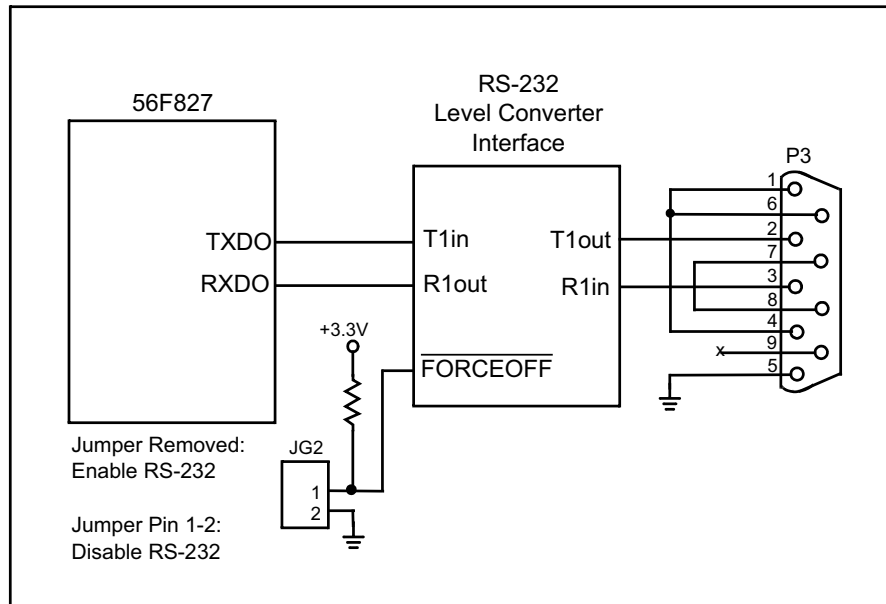 56F827
TXDO
RXDO
RS-232
Level Converter
Interface
T1in
R1out
FORCEOFF
T1out
R1in
P3
1
6
2
7
3
8
4
9
5
x
+3.3V
JG2
1
2
Jumper Removed:
Enable RS-232
Jumper Pin 1-2:
Disable RS-232